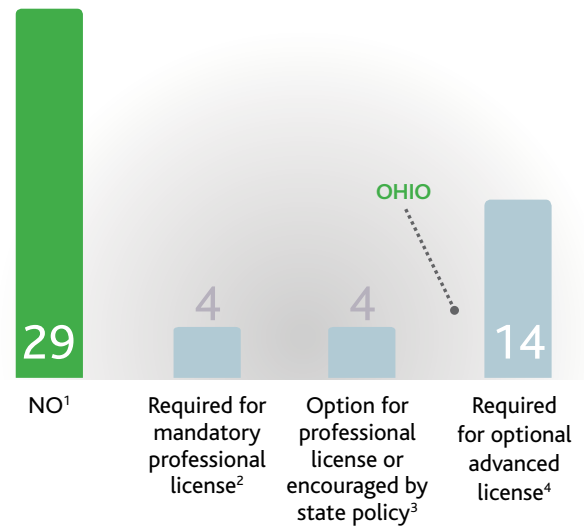 OHIO
4
4
29
14
NO¹
Required for
mandatory
professional
license²
Option for
professional
license or
encouraged by
state policy³
Required
for optional
advanced
license⁴